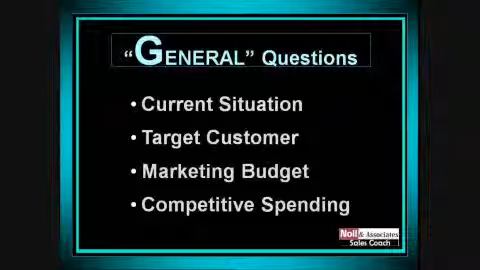 “GENERAL” Questions
• Current Situation
• Target Customer
• Marketing Budget
• Competitive Spending
Noll & Associates
Sales Coach